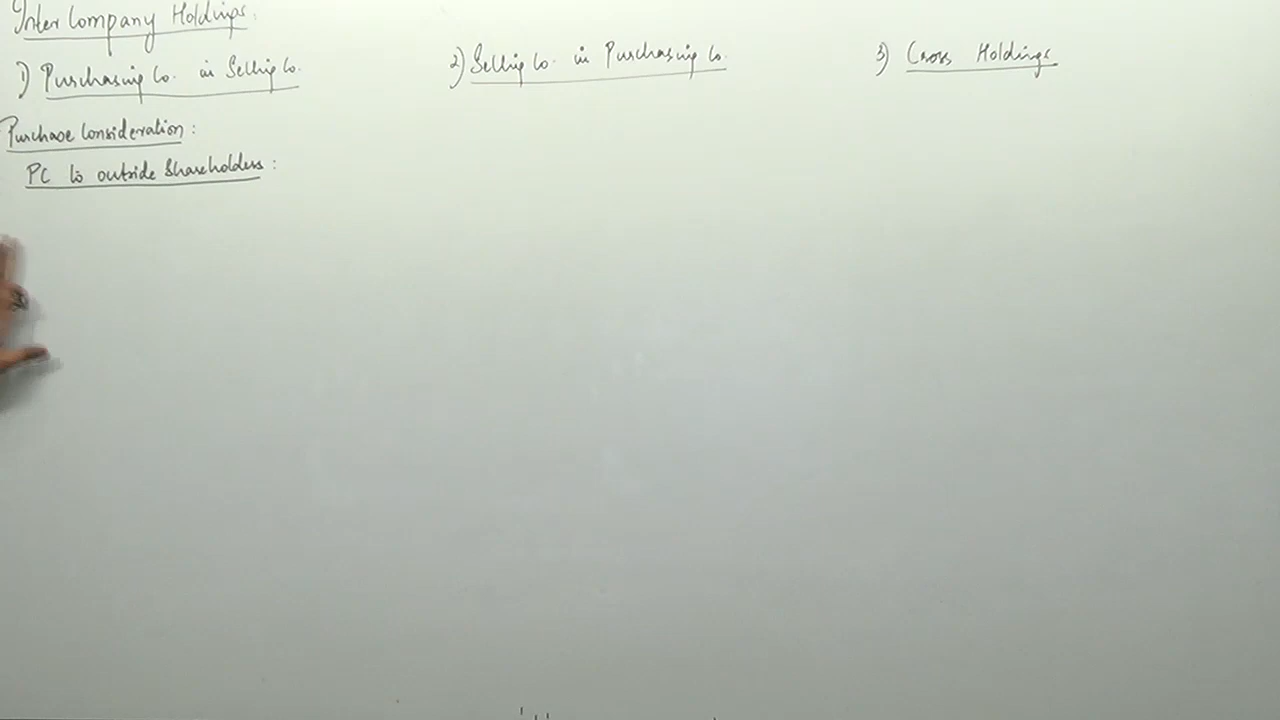 Inter Company Holdings.
1) Purchasing Co. in Selling Co.
2) Selling Co. in Purchasing Co.
3) Cross Holdings
Purchase Consideration :
PC to outside Shareholders :